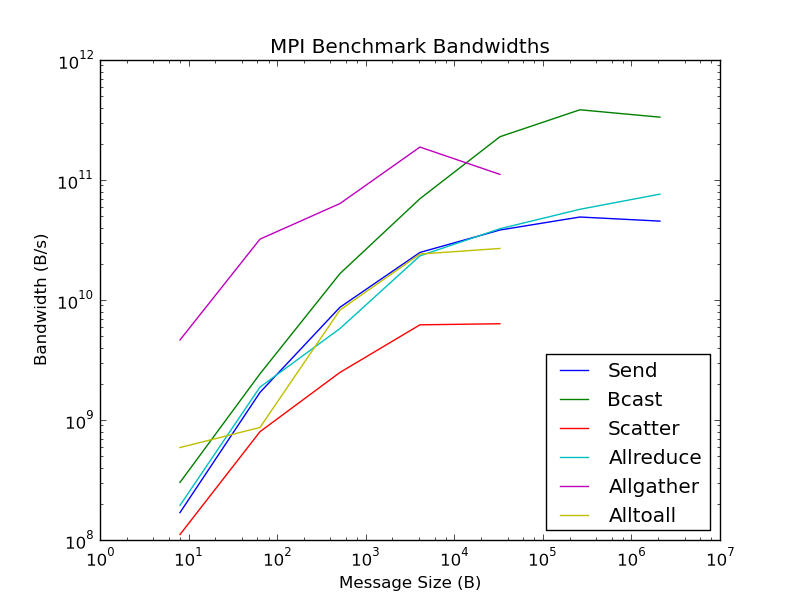 MPI Benchmark Bandwidths
10^12
10^11
10^10
10^9
10^8
Bandwidth (B/s)
Send
Bcast
Scatter
Allreduce
Allgather
Alltoall
10^0 10^1 10^2 10^3 10^4 10^5 10^6 10^7
Message Size (B)